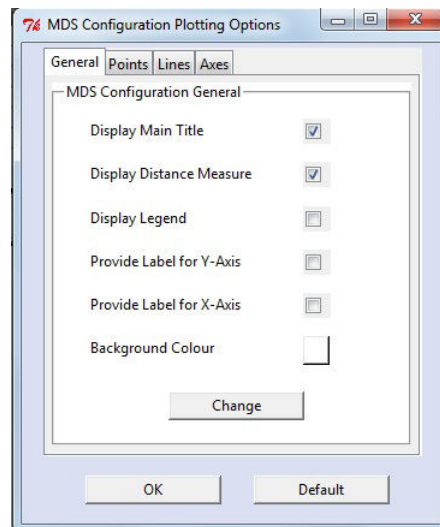 MDS Configuration Plotting Options
General Points Lines Axes
MDS Configuration General
Display Main Title
Display Distance Measure
Display Legend
Provide Label for Y-Axis
Provide Label for X-Axis
Background Colour
Change
OK Default